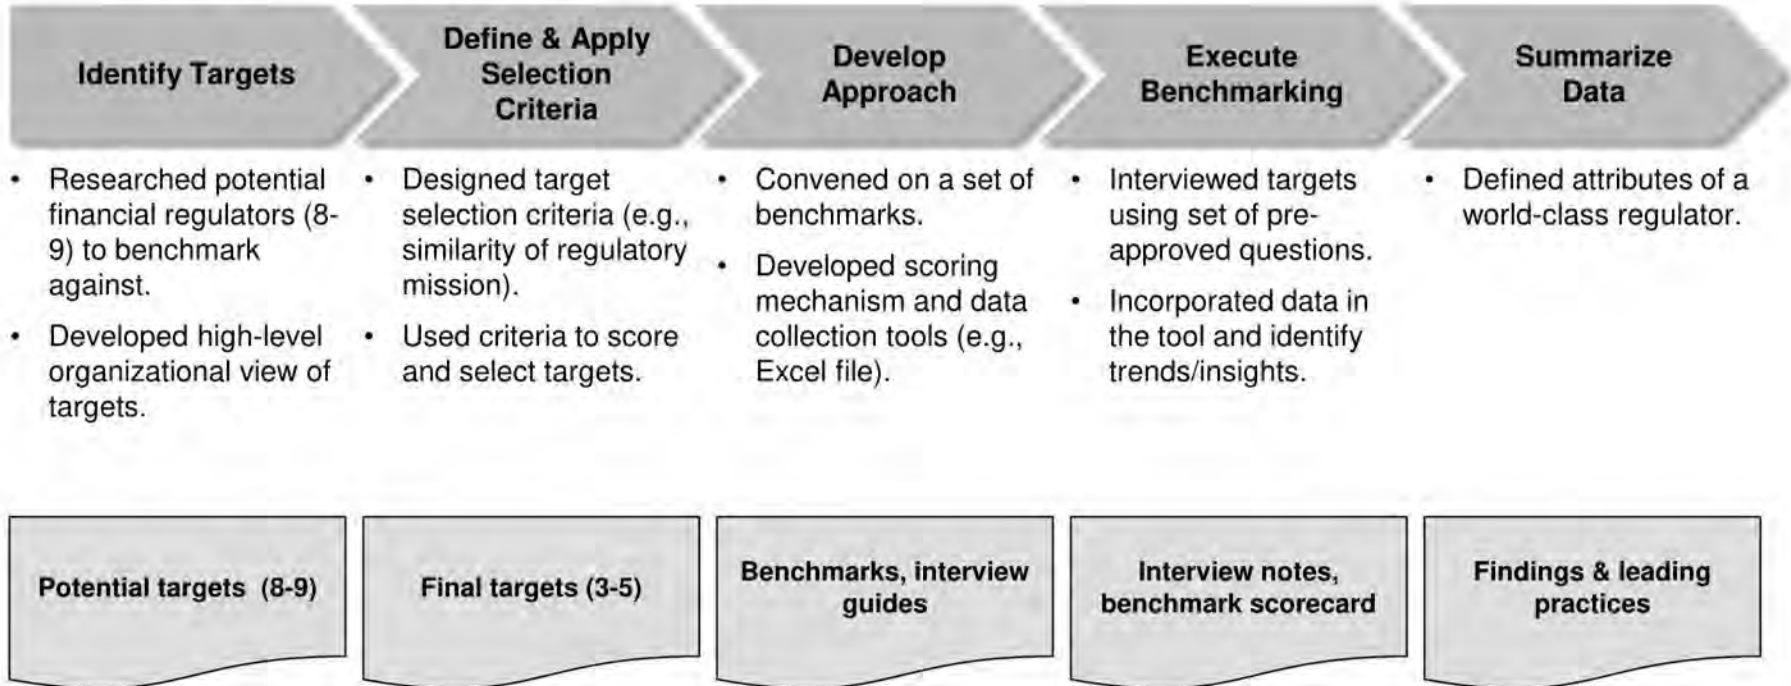 Identify Targets
Define & Apply
Selection
Criteria
Develop
Approach
Execute
Benchmarking
Summarize
Data
• Researched potential
financial regulators (8-
9) to benchmark
against.
• Developed high-level
organizational view of
targets.
• Designed target
selection criteria (e.g.,
similarity of regulatory
mission).
• Used criteria to score
and select targets.
• Convened on a set of
benchmarks.
• Developed scoring
mechanism and data
collection tools (e.g.,
Excel file).
• Interviewed targets
using set of pre-
approved questions.
• Incorporated data in
the tool and identify
trends/insights.
• Defined attributes of a
world-class regulator.
Potential targets (8-9)
Final targets (3-5)
Benchmarks, interview
guides
Interview notes,
benchmark scorecard
Findings & leading
practices